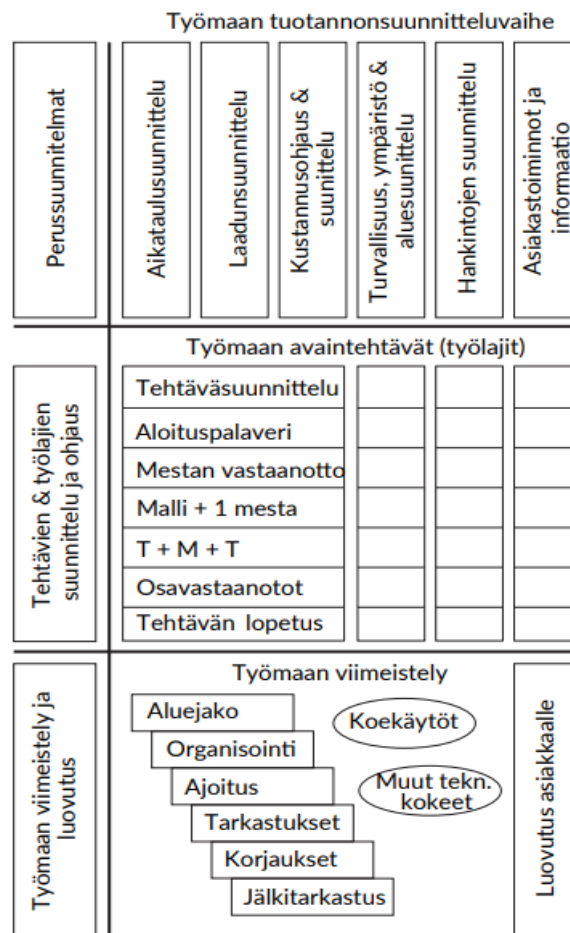 Työmaan tuotannonsuunnitteluvaihe
Perussuunnitelmat
Aikataulusuunnittelu
Laadunsuunnittelu
Kustannusohjaus &
suunittelu
Turvallisuus, ympäristö &
aluesuunittelu
Hankintojen suunnittelu
Asiakastoiminnot ja
informaatio
Työmaan avaintehtävät (työlajit)
Tehtävien & työlajien
suunnittelu ja ohjaus
Tehtäväsuunnittelu
Aloituspalaveri
Mestan vastaanotto
Malli + 1 mesta
T + M + T
Osavastaanotot
Tehtävän lopetus
Työmaan viimeistely ja
luovutus
Työmaan viimeistely
Aluejako
Organisointi
Ajoitus
Tarkastukset
Korjaukset
Jälkitarkastus
Koekäytöt
Muut tekn.
kokeet
Luovutus asiakkaalle